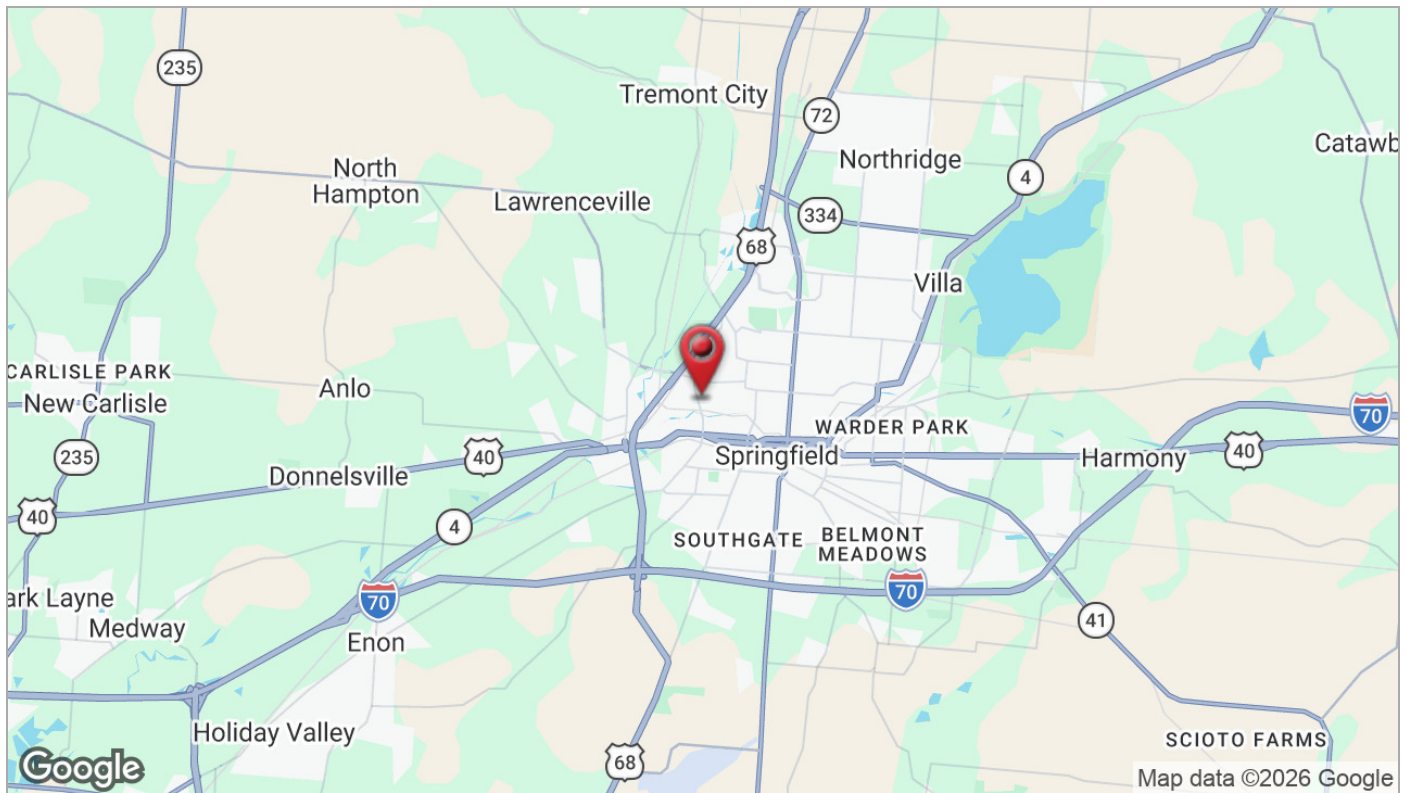 235
Tremont City
72
Catawb
Northridge
North
Hampton
4
Lawrenceville
334
68
Villa
CARLISLE PARK
Anlo
New Carlisle
70
WARDER PARK
235
40
Springfield
Harmony
40
Donnelsville
40
4
SOUTHGATE
BELMONT
MEADOWS
70
70
ark Layne
Medway
41
Enon
Holiday Valley
SCIOTO FARMS
68
Google
Map data ©2026 Google